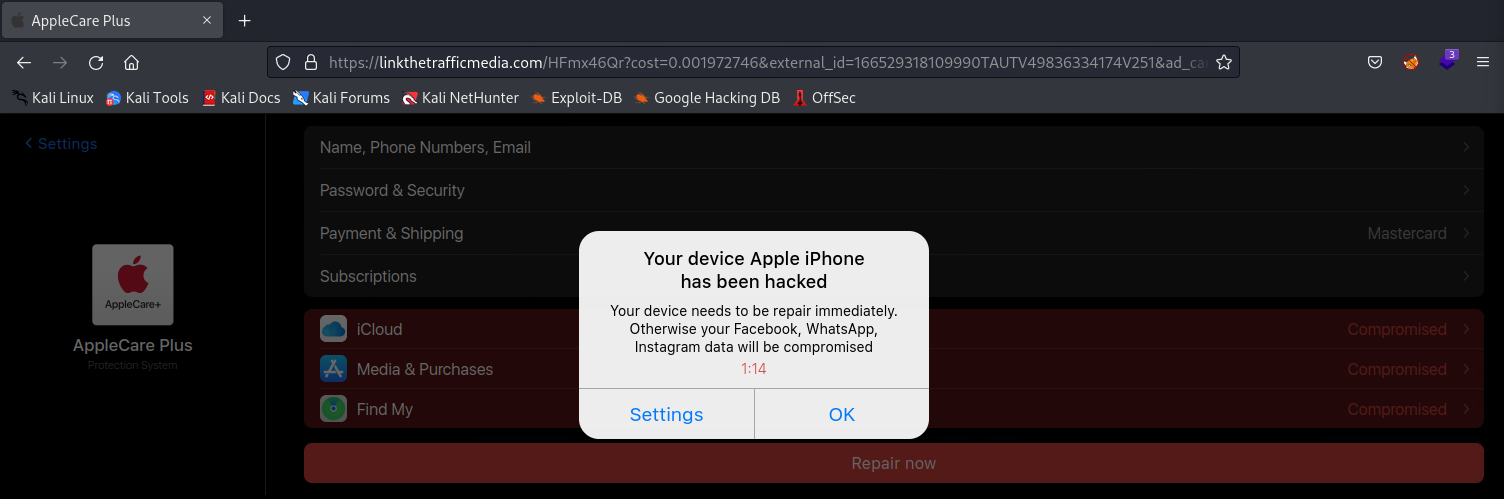 AppleCare Plus
https://linkthetrafficmedia.com/HFmx46Qr?cost=0.001972746&external_id=166529318109990TAUTV49836334174V251&ad_ca
3
Kali Linux Kali Tools Kali Docs Kali Forums Kali NetHunter Exploit-DB Google Hacking DB OffSec
Settings
AppleCare+
AppleCare Plus
Protection System
Name, Phone Numbers, Email
Password & Security
Payment & Shipping Mastercard
Subscriptions
iCloud Compromised
Media & Purchases Compromised
Find My Compromised
Repair now
Your device Apple iPhone
has been hacked
Your device needs to be repair immediately.
Otherwise your Facebook, WhatsApp,
Instagram data will be compromised
1:14
Settings OK